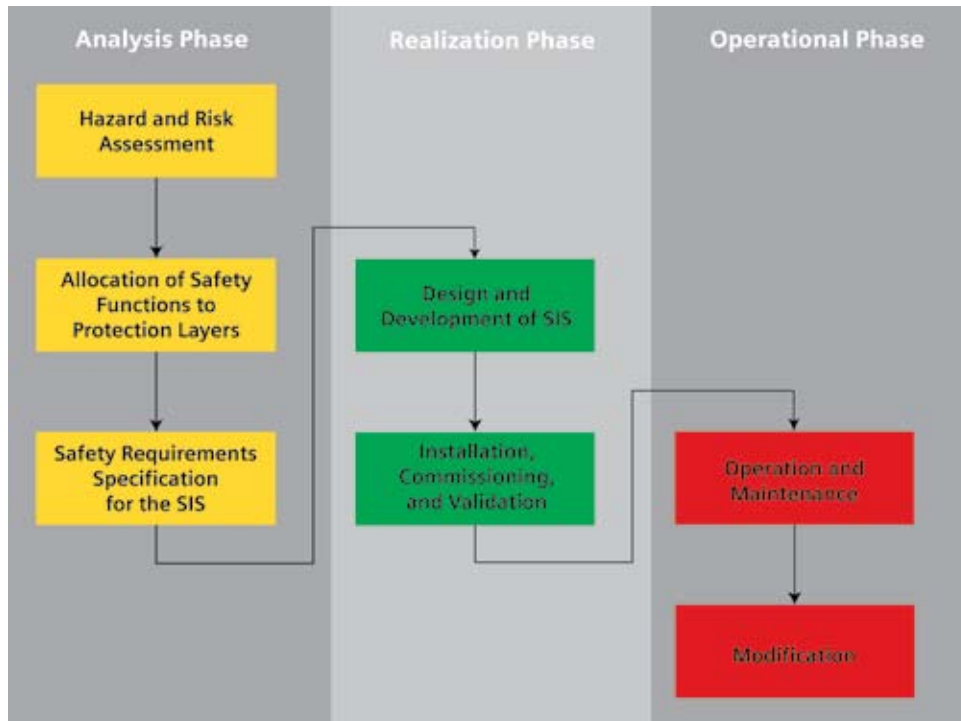 Analysis Phase
Hazard and Risk
Assessment
Allocation of Safety
Functions to
Protection Layers
Safety Requirements
Specification
for the SIS
Realization Phase
Design and
Development of SIS
Installation,
Commissioning,
and Validation
Operational Phase
Operation and
Maintenance
Modification